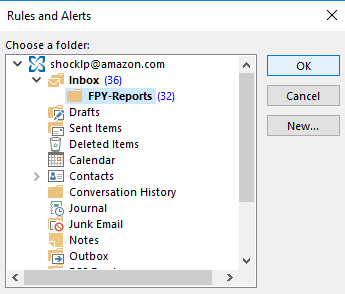 Rules and Alerts
Choose a folder:
shocklp@amazon.com
Inbox (36)
FPY-Reports (32)
Drafts
Sent Items
Deleted Items
Calendar
Contacts
Conversation History
Journal
Junk Email
Notes
Outbox
OK
Cancel
New...